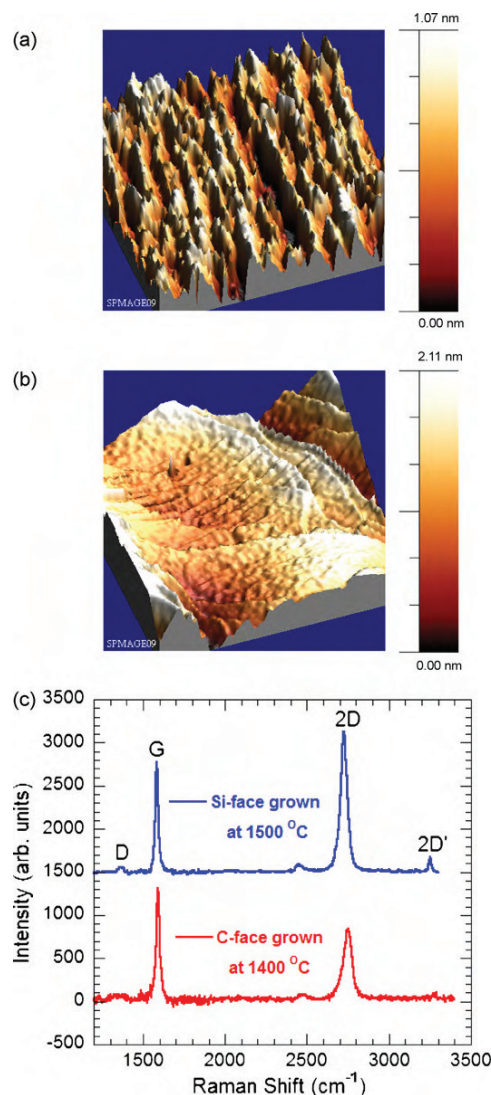 (a)
1.07 nm
SPMAGE09
0.00 nm
(b)
2.11 nm
SPMAGE09
0.00 nm
(c)
3500
3000
2500
2000
1500
1000
500
0
-500
Intensity (arb. units)
D
G
2D
2D'
Si-face grown
at 1500 °C
C-face grown
at 1400 °C
1500
2000
2500
3000
3500
Raman Shift (cm⁻¹)